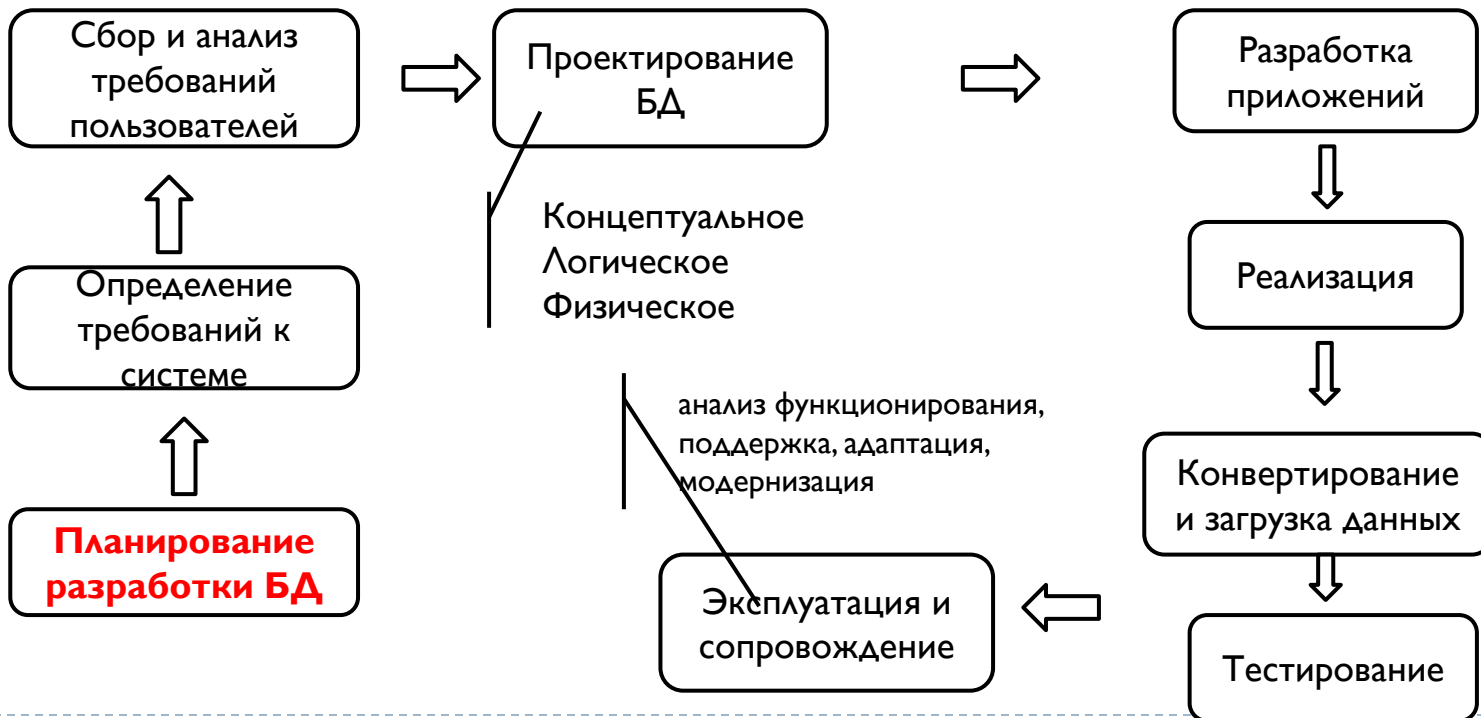 Сбор и анализ
требований
пользователей
Проектирование
БД
Разработка
приложений
Концептуальное
Логическое
Физическое
Реализация
Определение
требований к
системе
анализ функционирования,
поддержка, адаптация,
модернизация
Конвертирование
и загрузка данных
Планирование
разработки БД
Эксплуатация и
сопровождение
Тестирование